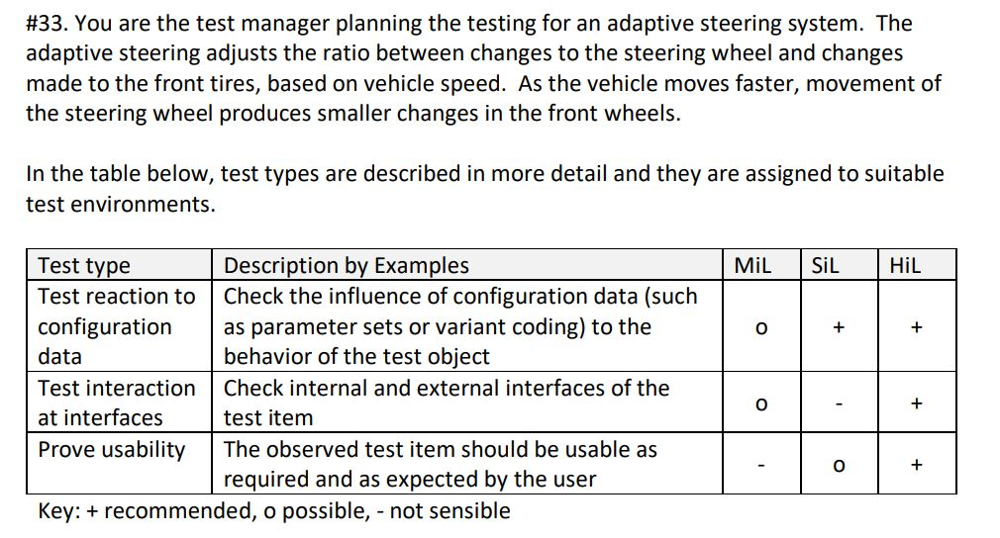 #33. You are the test manager planning the testing for an adaptive steering system.  The
adaptive steering adjusts the ratio between changes to the steering wheel and changes
made to the front tires, based on vehicle speed.  As the vehicle moves faster, movement of
the steering wheel produces smaller changes in the front wheels.
In the table below, test types are described in more detail and they are assigned to suitable
test environments.
Test type Description by Examples MiL SiL HiL
Test reaction to Check the influence of configuration data (such
configuration as parameter sets or variant coding) to the o + +
data behavior of the test object
Test interaction Check internal and external interfaces of the
at interfaces test item o - +
Prove usability The observed test item should be usable as
required and as expected by the user - o +
Key: + recommended, o possible, - not sensible